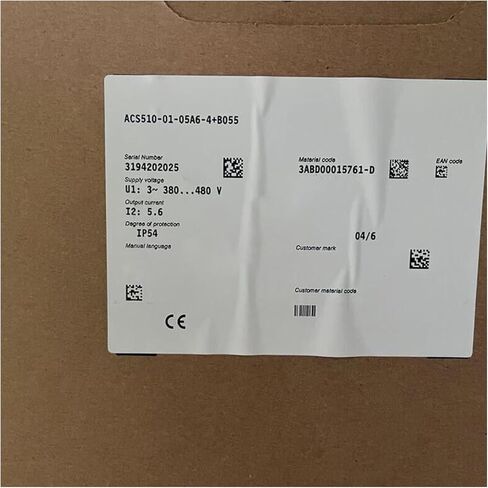 ACS510-01-05A6-4+B055
Serial Number
3194202025
Supply voltage
U1: 3~ 380...480 V
Output current
I2: 5.6
Degree of protection
IP54
Manual language
Material code
3ABD00015761-D
EAN code
04/6
Customer mark
Customer material code
CE